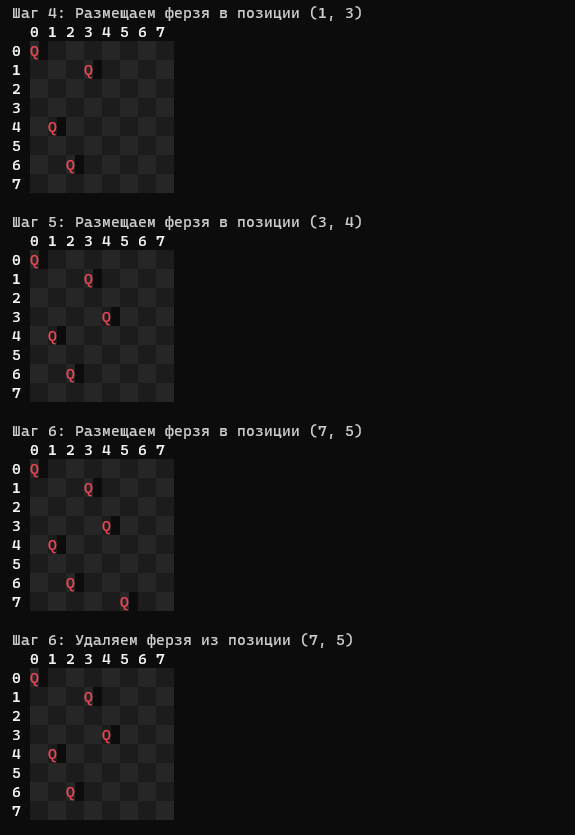 Шаг 4: Размещаем ферзя в позиции (1, 3)
0 1 2 3 4 5 6 7
0 Q
1 Q
2
3
4 Q
5
6 Q
7
Шаг 5: Размещаем ферзя в позиции (3, 4)
0 1 2 3 4 5 6 7
0 Q
1 Q
2
3 Q
4 Q
5
6 Q
7
Шаг 6: Размещаем ферзя в позиции (7, 5)
0 1 2 3 4 5 6 7
0 Q
1 Q
2
3 Q
4 Q
5
6 Q
7 Q
Шаг 6: Удаляем ферзя из позиции (7, 5)
0 1 2 3 4 5 6 7
0 Q
1 Q
2
3 Q
4 Q
5
6 Q
7